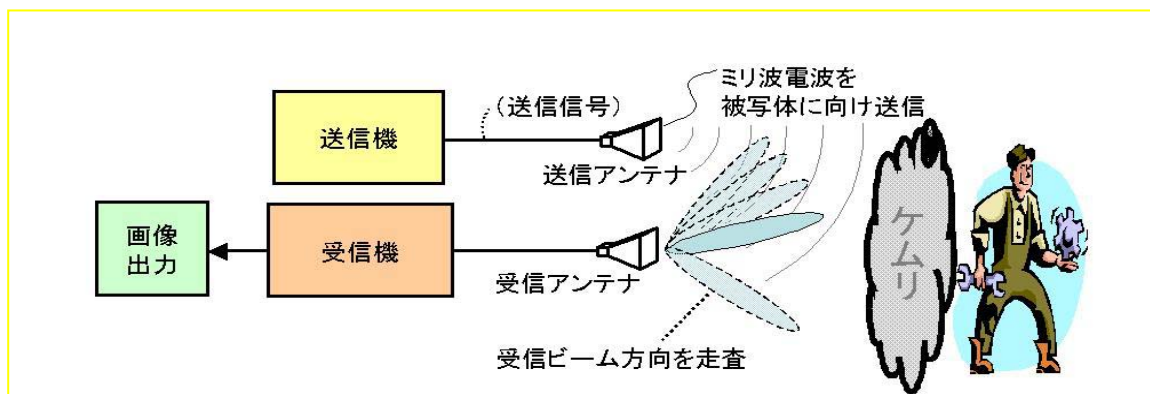 ミリ波電波を
被写体に向け送信
(送信信号)
送信機
送信アンテナ
画像
出力
受信機
受信アンテナ
ケムリ
受信ビーム方向を走査